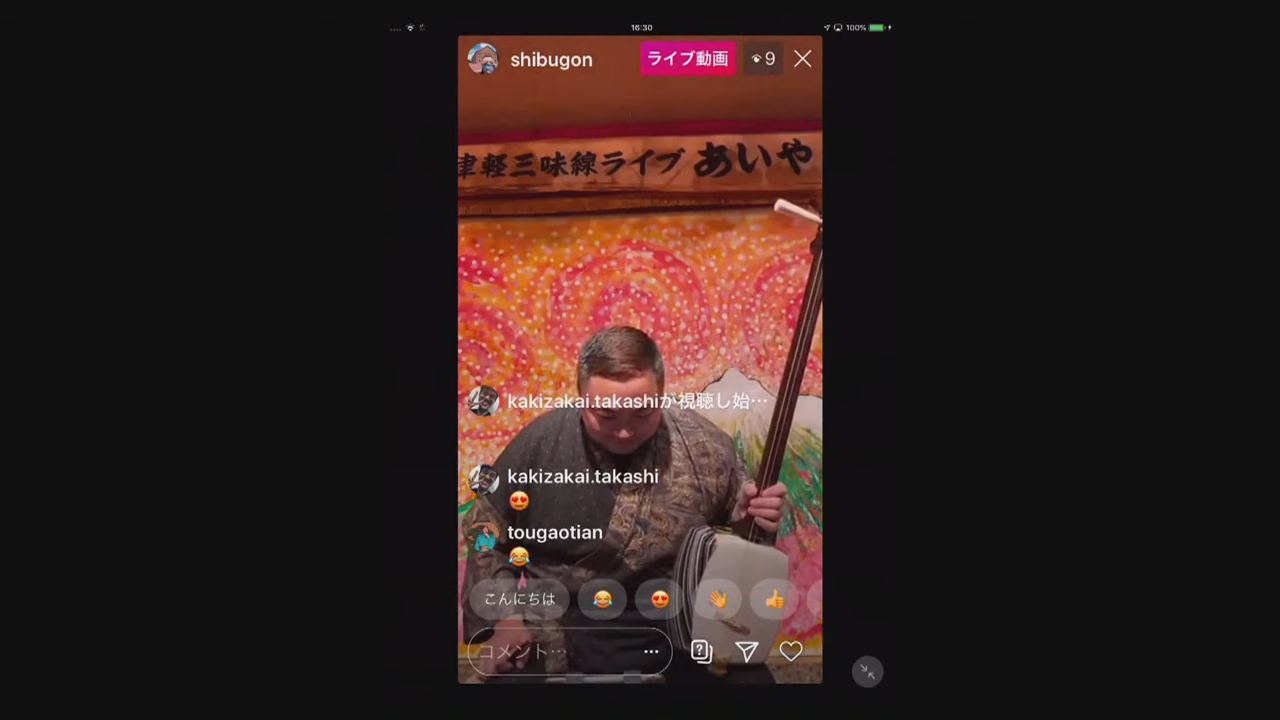 16:30
100%
shibugon
ライブ動画
9
津軽三味線ライブ あいや
kakizakai.takashiが視聴し始…
kakizakai.takashi
😍
tougaotian
😂
こんにちは 😂 😍 👋 👍
コメント…